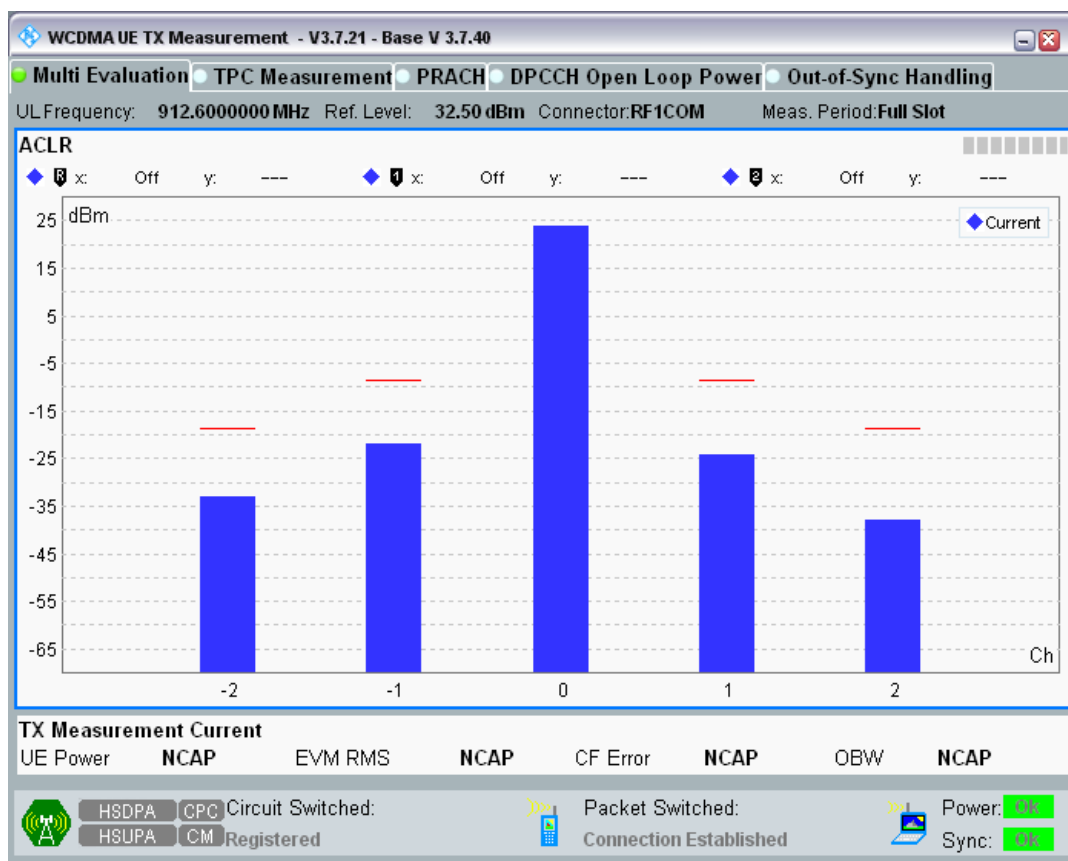 WCDMA UE TX Measurement - V3.7.21 - Base V 3.7.40
Multi Evaluation TPC Measurement PRACH DPCCH Open Loop Power Out-of-Sync Handling
UL Frequency: 912.6000000 MHz Ref. Level: 32.50 dBm Connector:RF1COM Meas. Period:Full Slot
ACLR
R x: Off y: --- 1 x: Off y: --- 2 x: Off y: ---
25 dBm Current
15
5
-5
-15
-25
-35
-45
-55
-65 Ch
-2 -1 0 1 2
TX Measurement Current
UE Power NCAP EVM RMS NCAP CF Error NCAP OBW NCAP
HSDPA CPC Circuit Switched: Packet Switched: Power: Ok
HSUPA CM Registered Connection Established Sync: Ok